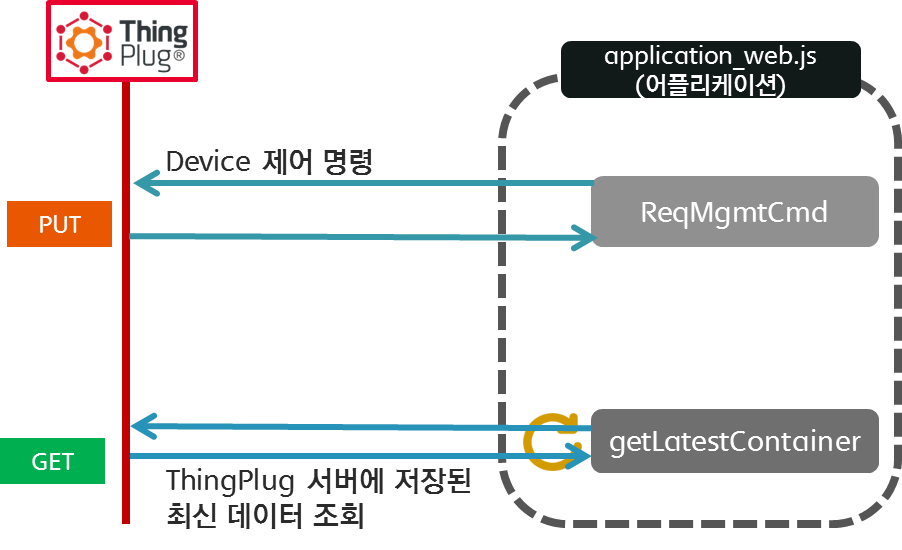 Thing
Plug®
application_web.js
(어플리케이션)
Device 제어 명령
PUT
ReqMgmtCmd
GET
getLatestContainer
ThingPlug 서버에 저장된
최신 데이터 조회